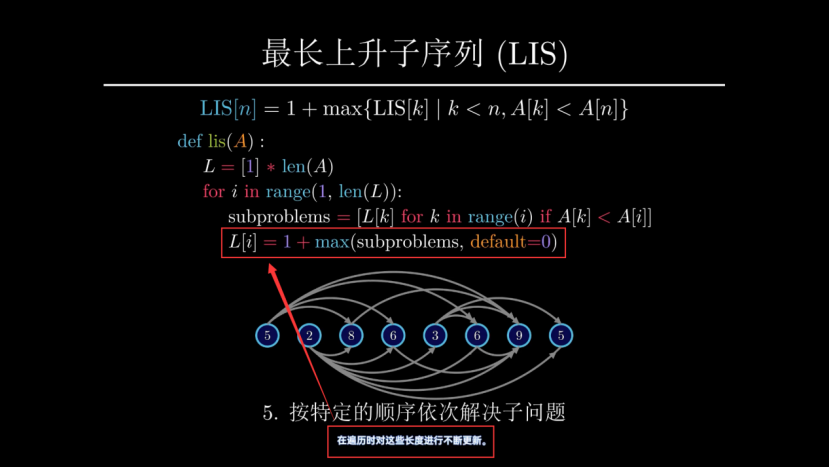 最长上升子序列 (LIS)
LIS[n] = 1 + max{LIS[k] | k < n, A[k] < A[n]}
def lis(A) :
L = [1] * len(A)
for i in range(1, len(L)):
subproblems = [L[k] for k in range(i) if A[k] < A[i]]
L[i] = 1 + max(subproblems, default=0)
5 2 8 6 3 6 9 5
5. 按特定的顺序依次解决子问题
在遍历时对这些长度进行不断更新。